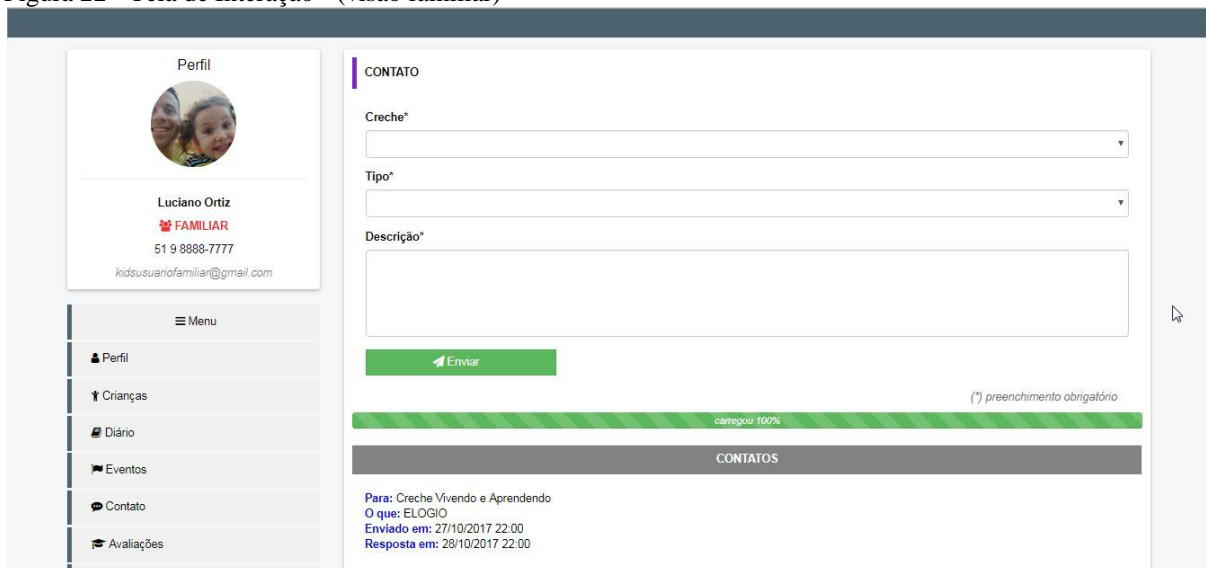 Perfil
Luciano Ortiz
FAMILIAR
51 9 8888-7777
kidsusuariofamiliar@gmail.com
Menu
Perfil
Crianças
Diário
Eventos
Contato
Avaliações
CONTATO
Creche*
Tipo*
Descrição*
Enviar
(*) preenchimento obrigatório
carregou 100%
CONTATOS
Para: Creche Vivendo e Aprendendo
O que: ELOGIO
Enviado em: 27/10/2017 22:00
Resposta em: 28/10/2017 22:00